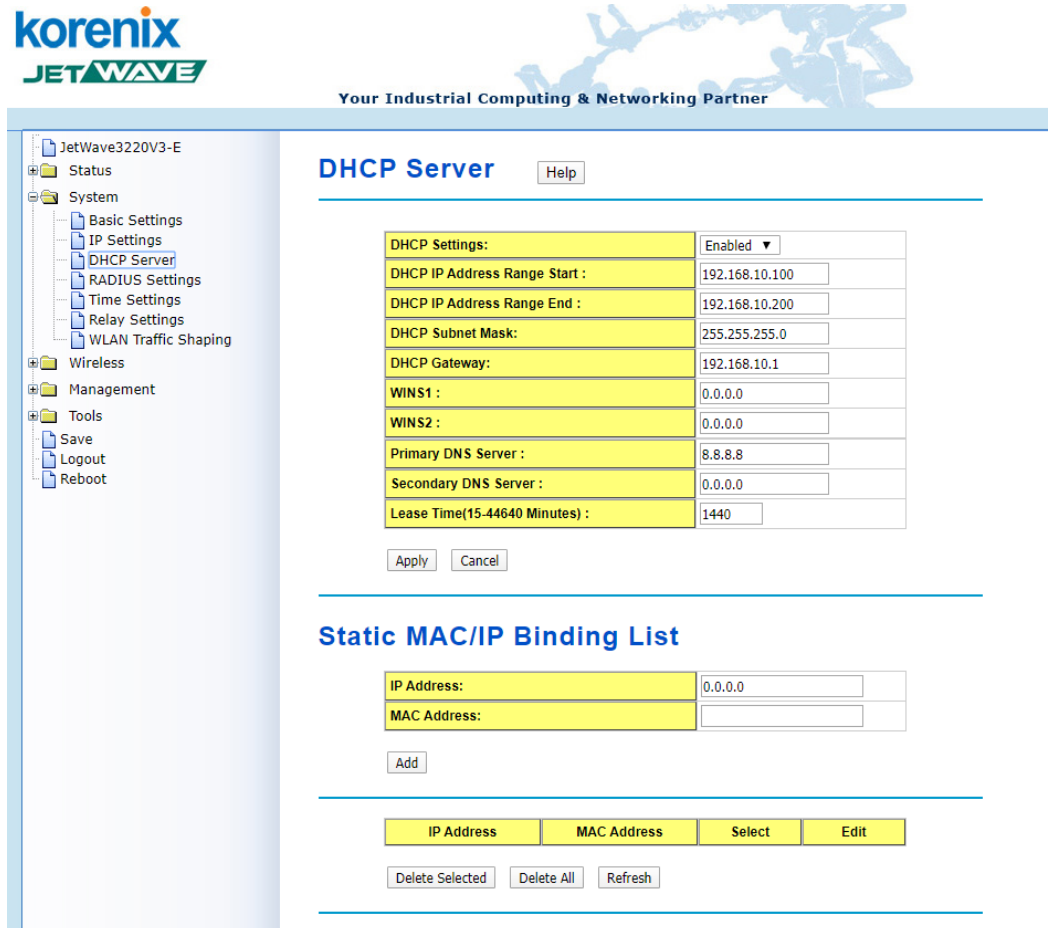 korenix
JETWAVE
Your Industrial Computing & Networking Partner
JetWave3220V3-E
Status
System
Basic Settings
IP Settings
DHCP Server
RADIUS Settings
Time Settings
Relay Settings
WLAN Traffic Shaping
Wireless
Management
Tools
Save
Logout
Reboot
DHCP Server Help
DHCP Settings: Enabled ▼
DHCP IP Address Range Start : 192.168.10.100
DHCP IP Address Range End : 192.168.10.200
DHCP Subnet Mask: 255.255.255.0
DHCP Gateway: 192.168.10.1
WINS1 : 0.0.0.0
WINS2 : 0.0.0.0
Primary DNS Server : 8.8.8.8
Secondary DNS Server : 0.0.0.0
Lease Time(15-44640 Minutes) : 1440
Apply Cancel
Static MAC/IP Binding List
IP Address: 0.0.0.0
MAC Address:
Add
IP Address MAC Address Select Edit
Delete Selected Delete All Refresh